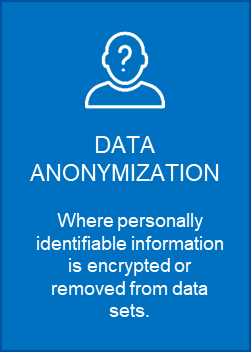 ?
DATA
ANONYMIZATION
Where personally
identifiable information
is encrypted or
removed from data
sets.